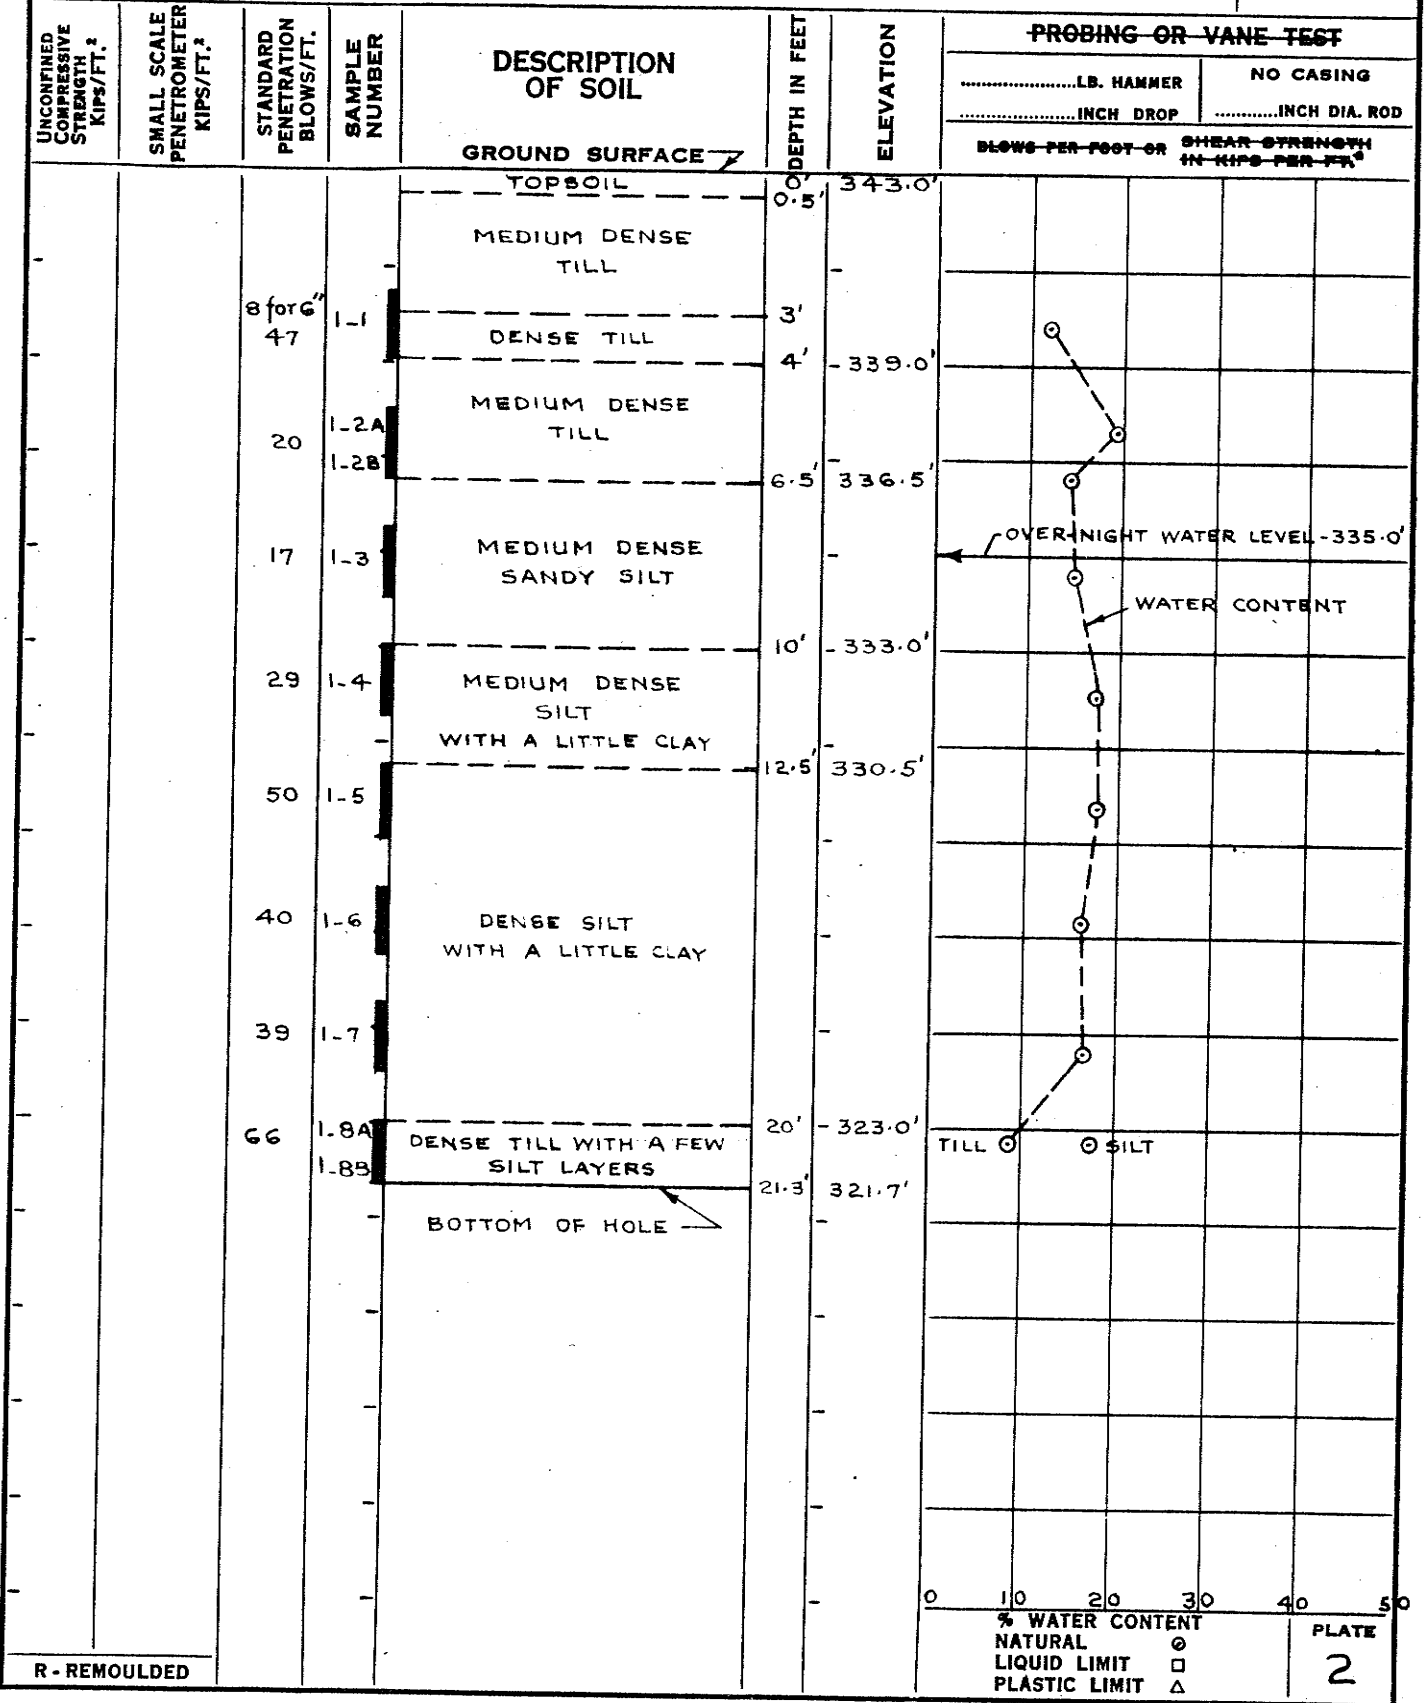 UNCONFINED
COMPRESSIVE
STRENGTH
KIPS/FT.²
SMALL SCALE
PENETROMETER
KIPS/FT.²
STANDARD
PENETRATION
BLOWS/FT.
SAMPLE
NUMBER
DESCRIPTION
OF SOIL
GROUND SURFACE
DEPTH IN FEET
ELEVATION
PROBING OR VANE TEST
LB. HAMMER
INCH DROP
NO CASING
INCH DIA. ROD
BLOWS PER FOOT OR
SHEAR STRENGTH
IN KIPS PER FT.²
TOPSOIL
0' 343.0'
0.5'
MEDIUM DENSE
TILL
8 for 6"
47
1-1
3'
DENSE TILL
4' 339.0'
MEDIUM DENSE
TILL
20
1-2A
1-2B
6.5' 336.5'
17 1-3
MEDIUM DENSE
SANDY SILT
OVER-NIGHT WATER LEVEL-335.0'
WATER CONTENT
10' 333.0'
29 1-4
MEDIUM DENSE
SILT
WITH A LITTLE CLAY
12.5' 330.5'
50 1-5
40 1-6
DENSE SILT
WITH A LITTLE CLAY
39 1-7
20' 323.0'
66
1-8A
1-8B
DENSE TILL WITH A FEW
SILT LAYERS
TILL
SILT
21.3' 321.7'
BOTTOM OF HOLE
0 10 20 30 40 50
% WATER CONTENT
NATURAL
LIQUID LIMIT
PLASTIC LIMIT
PLATE
2
R - REMOULDED